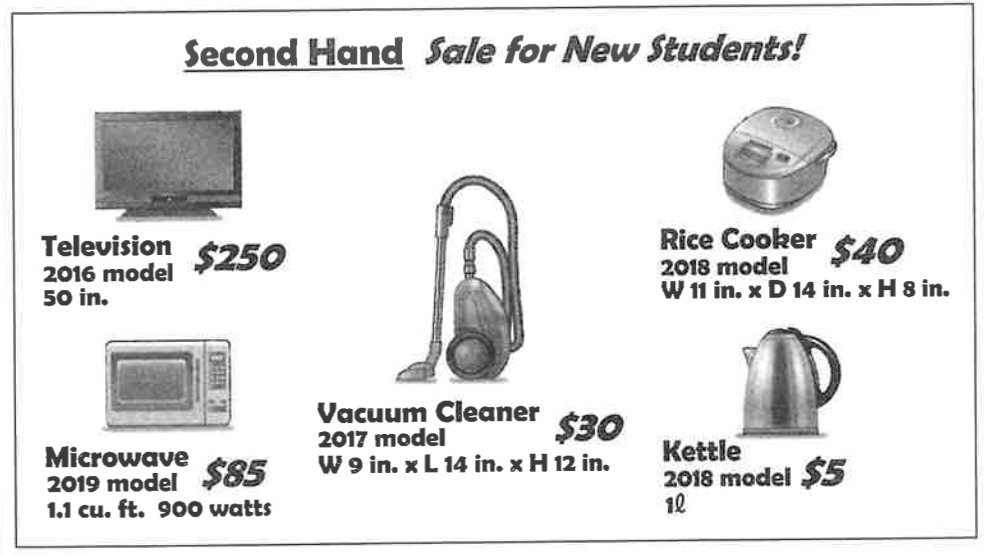 Second Hand Sale for New Students!
Television
2016 model
50 in.
$250
Microwave
2019 model
1.1 cu. ft. 900 watts
$85
Vacuum Cleaner
2017 model
W 9 in. x L 14 in. x H 12 in.
$30
Rice Cooker
2018 model
W 11 in. x D 14 in. x H 8 in.
$40
Kettle
2018 model
1ℓ
$5